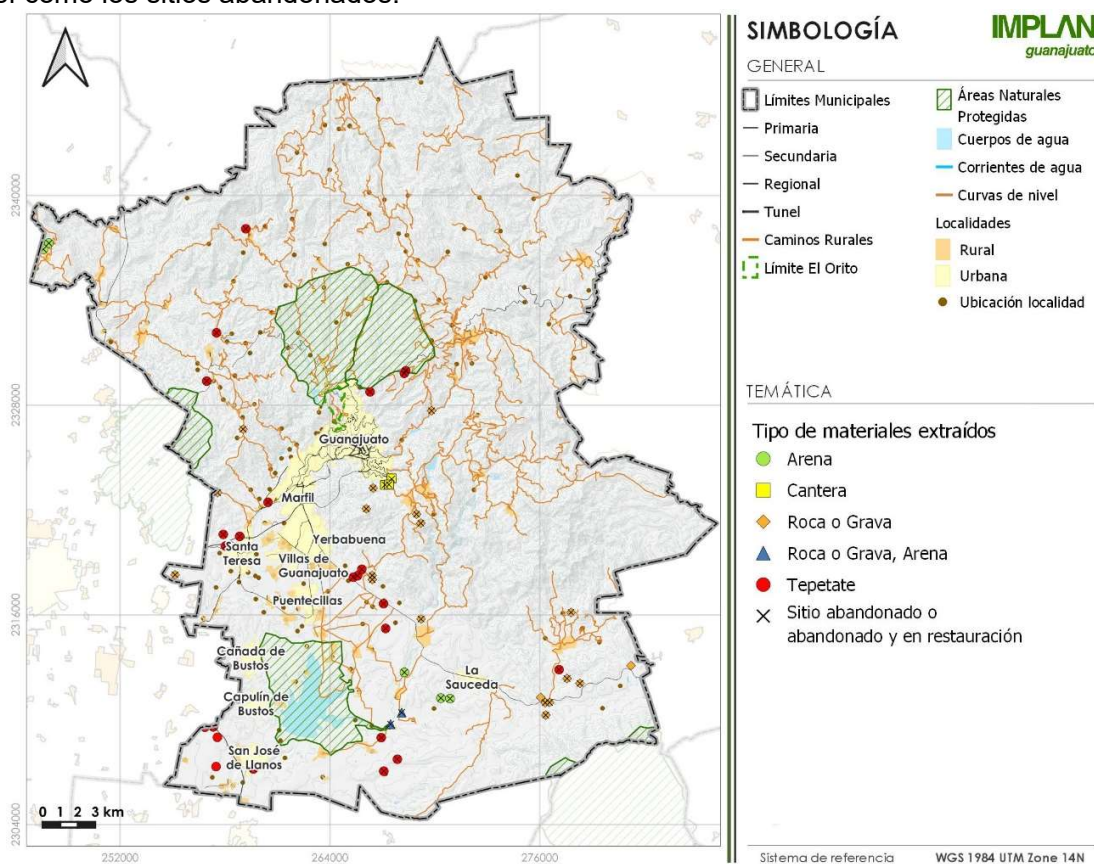 er como los sitios abandonados.
SIMBOLOGÍA
IMPLAN
guanajuato
GENERAL
Límites Municipales
Primaria
Secundaria
Regional
Tunel
Caminos Rurales
Límite El Orito
Áreas Naturales
Protegidas
Cuerpos de agua
Corrientes de agua
Curvas de nivel
Localidades
Rural
Urbana
Ubicación localidad
TEMÁTICA
Tipo de materiales extraídos
Arena
Cantera
Roca o Grava
Roca o Grava, Arena
Tepetate
Sitio abandonado o
abandonado y en restauración
Sistema de referencia WGS 1984 UTM Zone 14N
2340000
2328000
2316000
2304000
Guanajuato
Marfil
Yerbabuena
Santa
Teresa
Villas de
Guanajuato
Puentecillas
Cañada de
Bustos
La
Sauceda
Capulín de
Bustos
San José
de Llanos
0 1 2 3 km
252000 264000 276000